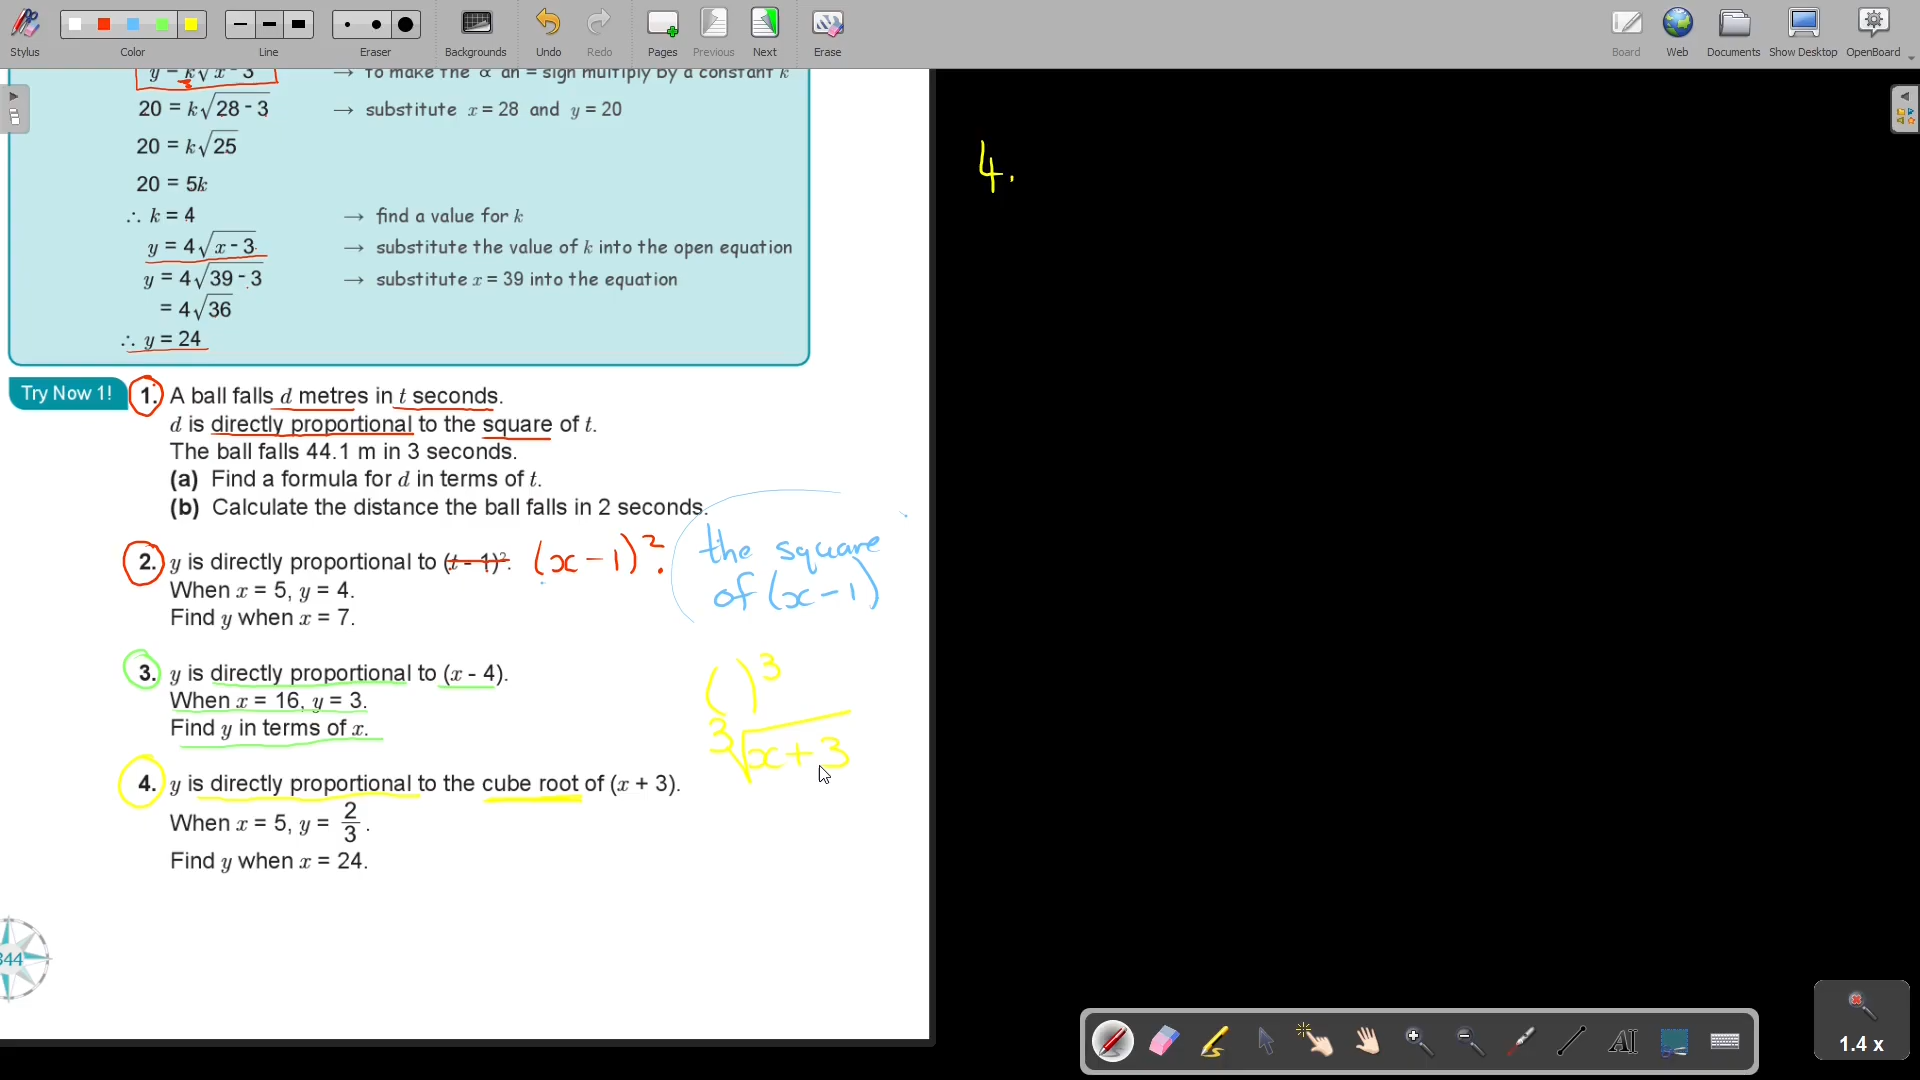 Stylus
Color
Line
Eraser
Backgrounds
Undo
Redo
Pages
Previous
Next
Erase
Board
Web
Documents
Show Desktop
OpenBoard
y = k√x - 3 → to make the ∝ an = sign multiply by a constant k
20 = k√28 - 3 → substitute x = 28 and y = 20
20 = k√25
20 = 5k
∴ k = 4 → find a value for k
y = 4√x - 3 → substitute the value of k into the open equation
y = 4√39 - 3 → substitute x = 39 into the equation
= 4√36
∴ y = 24
4.
Try Now 1!
1. A ball falls d metres in t seconds.
d is directly proportional to the square of t.
The ball falls 44.1 m in 3 seconds.
(a) Find a formula for d in terms of t.
(b) Calculate the distance the ball falls in 2 seconds.
2. y is directly proportional to (t - 1)². (x - 1)².
the square
of (x - 1)
When x = 5, y = 4.
Find y when x = 7.
3. y is directly proportional to (x - 4).
When x = 16, y = 3.
Find y in terms of x.
( )³
³√x + 3
4. y is directly proportional to the cube root of (x + 3).
When x = 5, y = 2/3.
Find y when x = 24.
344
AI
1.4 x